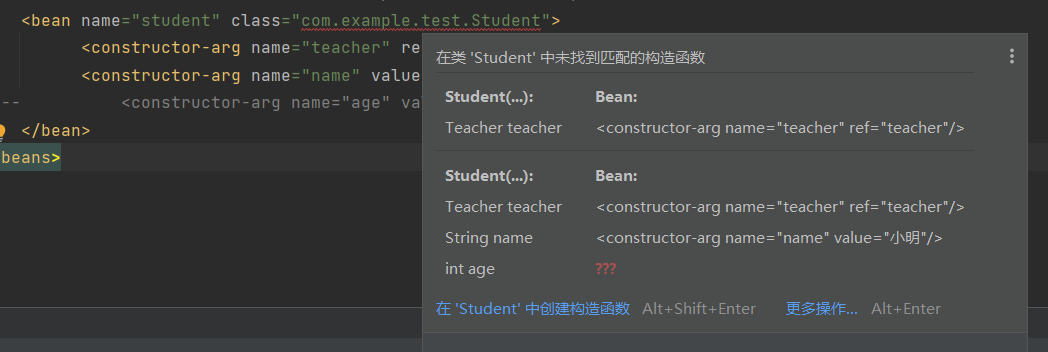 <bean name="student" class="com.example.test.Student">
<constructor-arg name="teacher" re
<constructor-arg name="name" value
-- <constructor-arg name="age" va
</bean>
beans>
在类 'Student' 中未找到匹配的构造函数
Student(...): Bean:
Teacher teacher <constructor-arg name="teacher" ref="teacher"/>
Student(...): Bean:
Teacher teacher <constructor-arg name="teacher" ref="teacher"/>
String name <constructor-arg name="name" value="小明"/>
int age ???
在 'Student' 中创建构造函数 Alt+Shift+Enter 更多操作... Alt+Enter